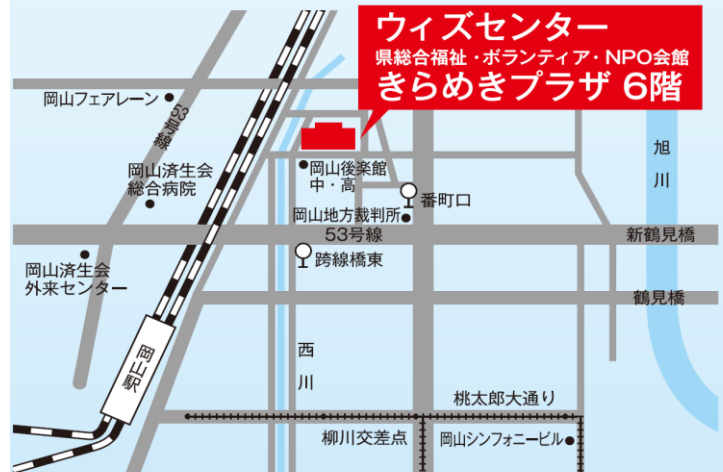 ウィズセンター
県総合福祉・ボランティア・NPO会館
きらめきプラザ 6階
岡山フェアレーン
53号線
旭川
岡山済生会
総合病院
岡山後楽館
中・高
番町口
岡山地方裁判所
53号線
新鶴見橋
跨線橋東
岡山済生会
外来センター
鶴見橋
岡山駅
西川
桃太郎大通り
柳川交差点
岡山シンフォニービル